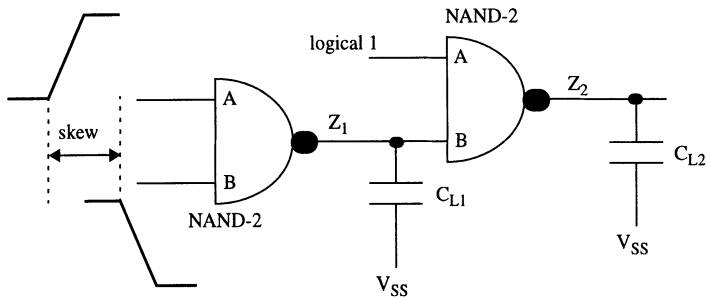 NAND-2
logical 1
A
A
Z₂
skew
Z₁
B
C_L2
B
C_L1
NAND-2
V_SS
V_SS